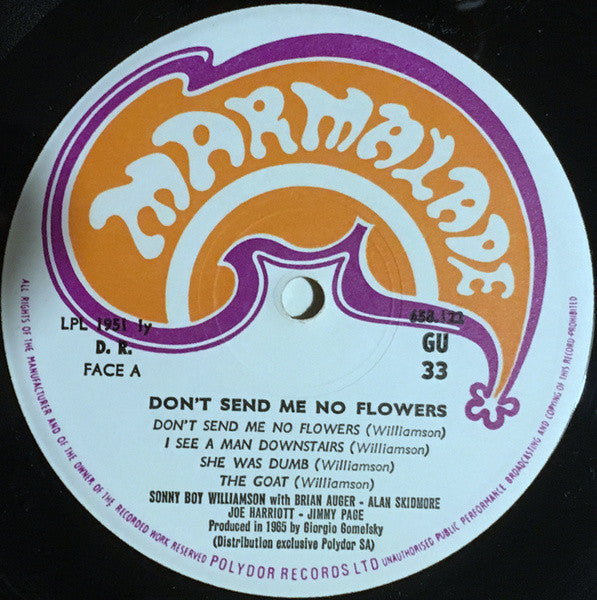 MARMALADE
LPL 1951 ly
D. R.
FACE A
658.122
GU
33
DON'T SEND ME NO FLOWERS
DON'T SEND ME NO FLOWERS (Williamson)
I SEE A MAN DOWNSTAIRS (Williamson)
SHE WAS DUMB (Williamson)
THE GOAT (Williamson)
SONNY BOY WILLIAMSON with BRIAN AUGER - ALAN SKIDMORE
JOE HARRIOTT - JIMMY PAGE
Produced in 1965 by Giorgio Gomelsky
(Distribution exclusive Polydor SA)
ALL RIGHTS OF THE MANUFACTURER AND OF THE OWNER OF THE RECORDED WORK RESERVED POLYDOR RECORDS LTD UNAUTHORISED PUBLIC PERFORMANCE BROADCASTING AND COPYING OF THIS RECORD PROHIBITED